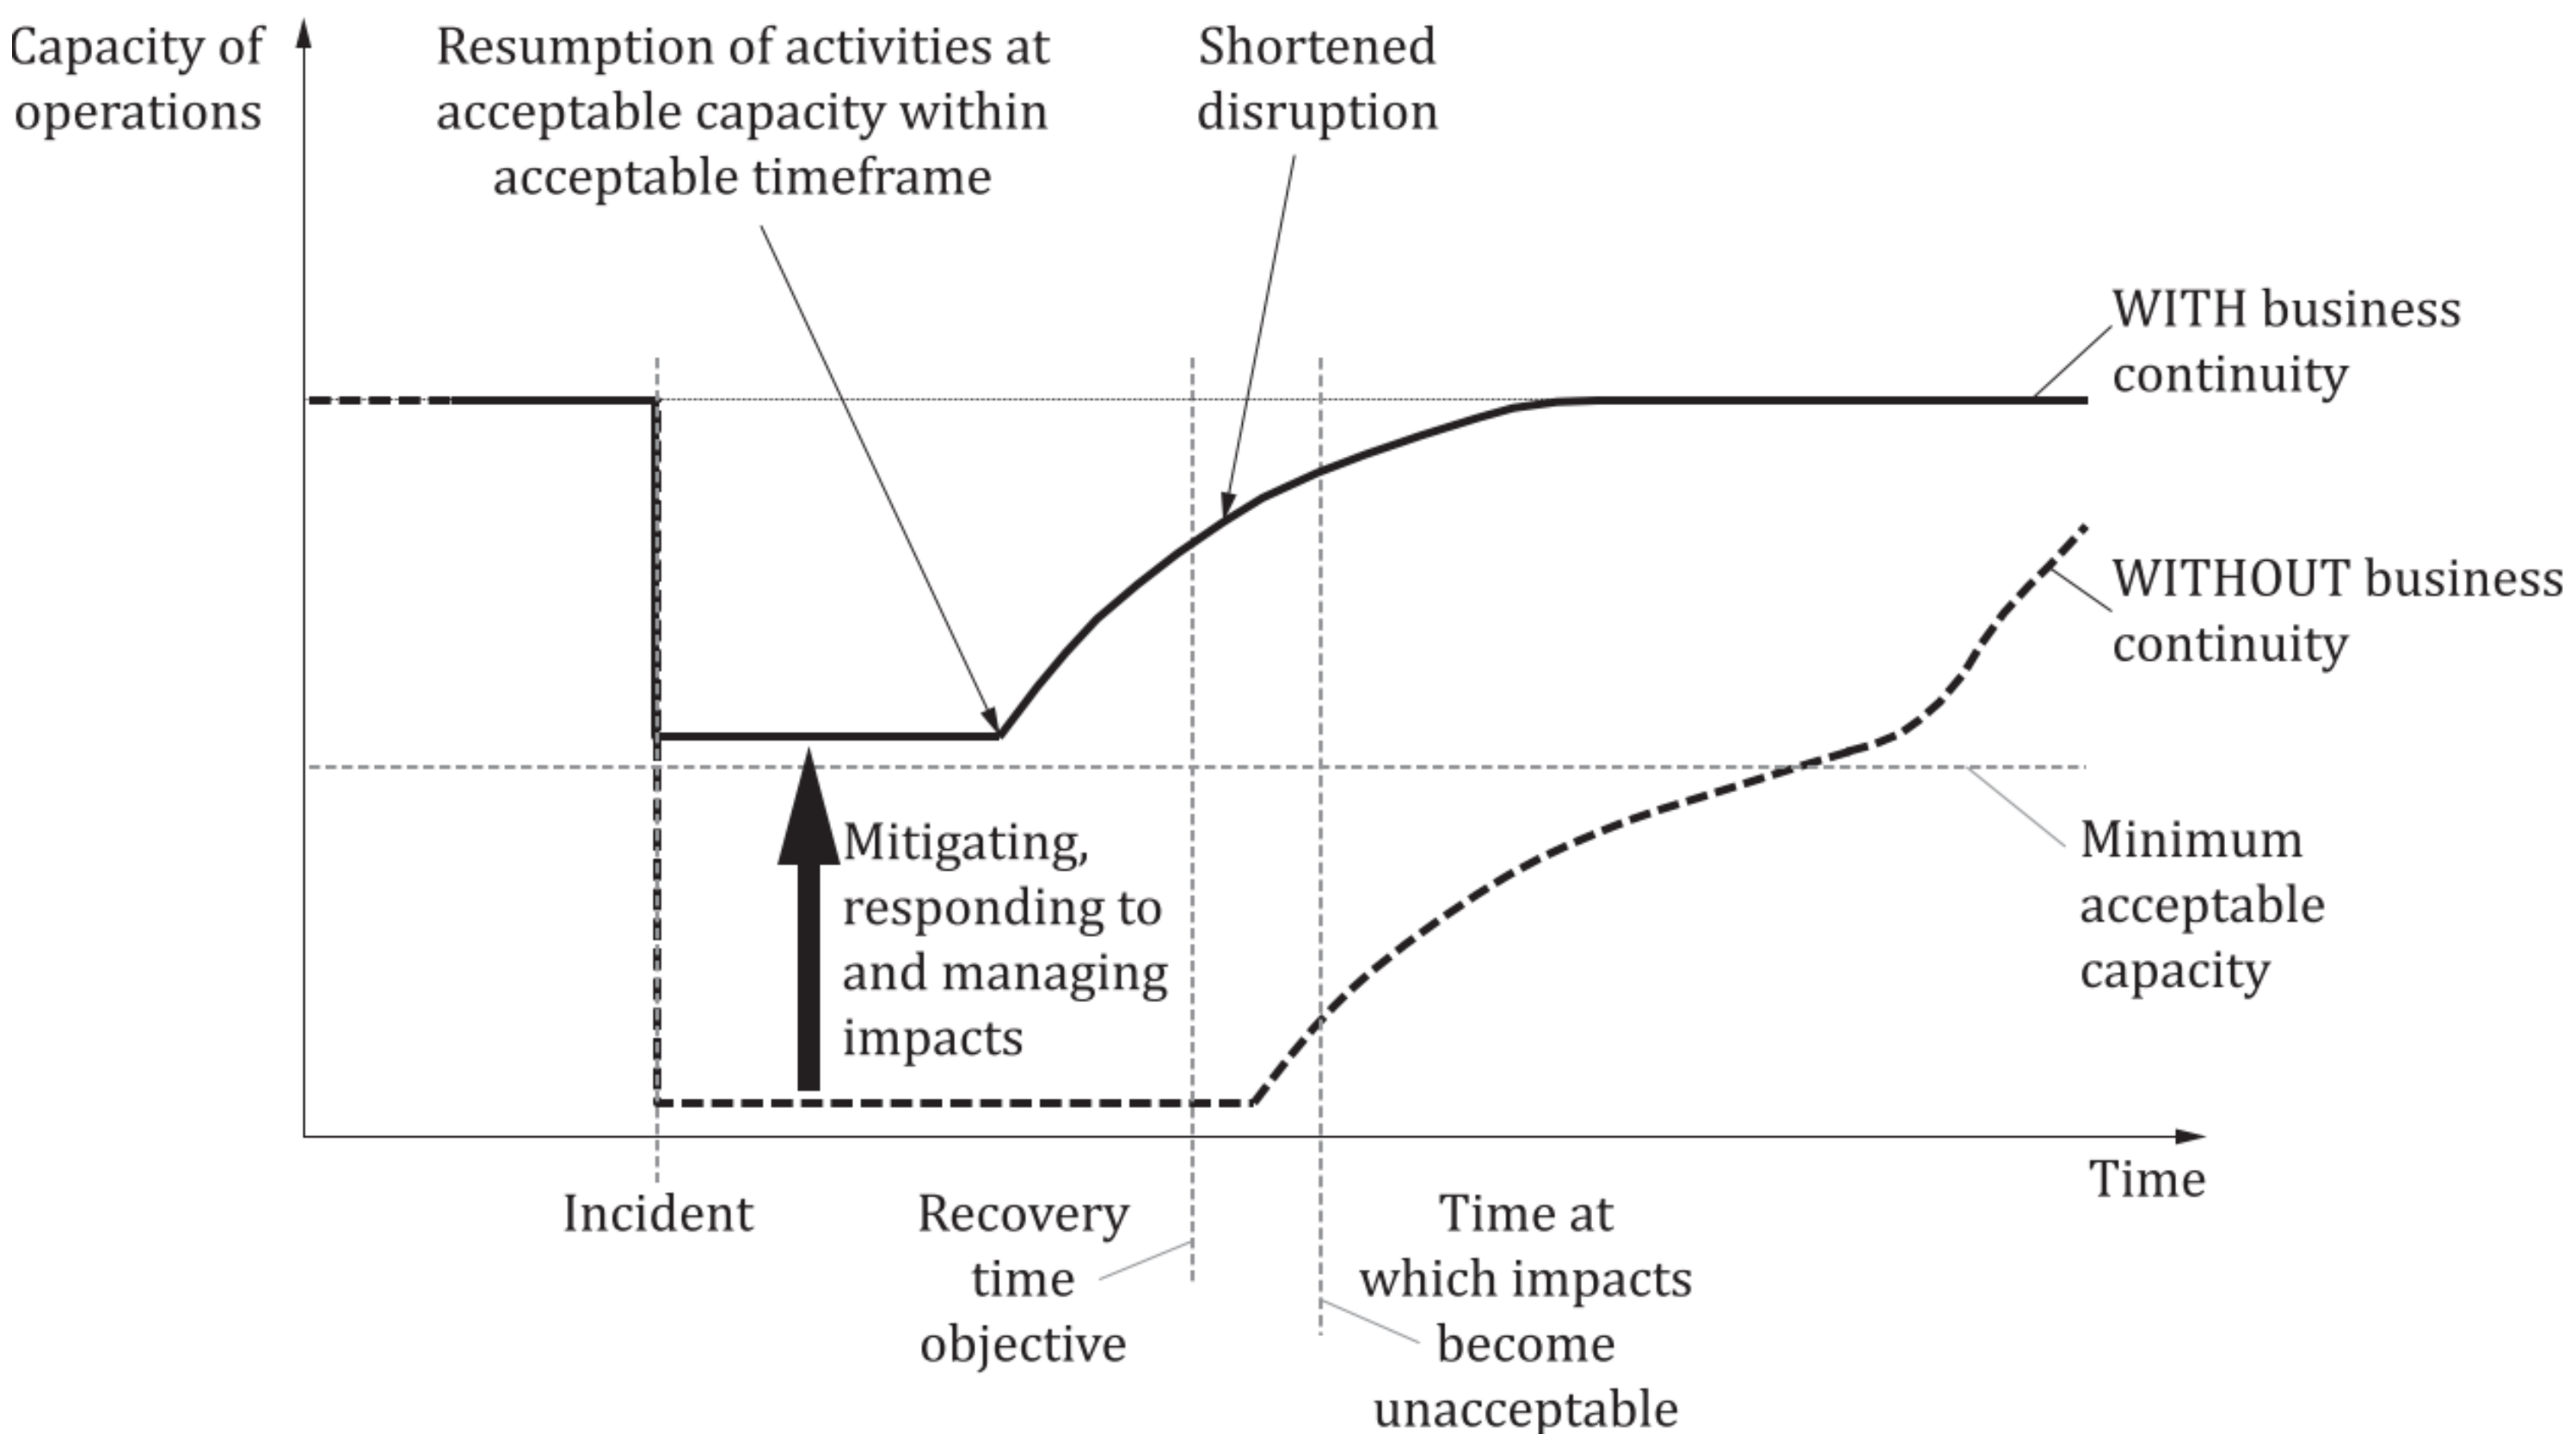 Capacity of
operations
Resumption of activities at
acceptable capacity within
acceptable timeframe
Shortened
disruption
WITH business
continuity
WITHOUT business
continuity
Mitigating,
responding to
and managing
impacts
Minimum
acceptable
capacity
Time
Incident
Recovery
time
objective
Time at
which impacts
become
unacceptable